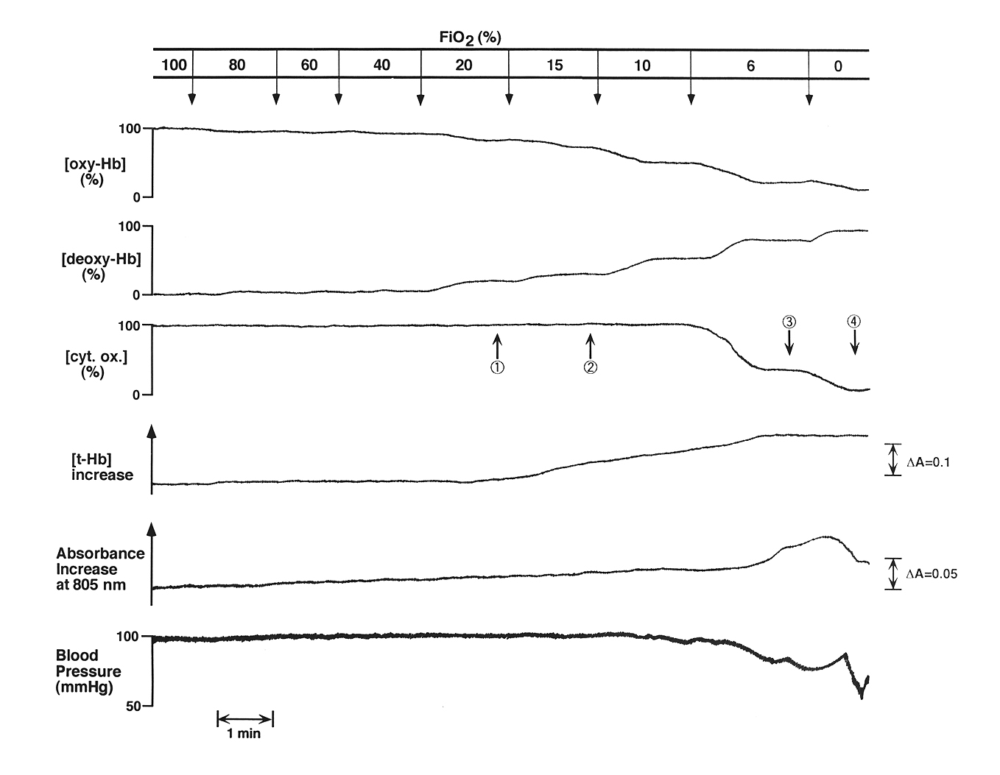 FiO2 (%)
100 80 60 40 20 15 10 6 0
100
[oxy-Hb]
(%)
0
100
[deoxy-Hb]
(%)
0
100
[cyt. ox.]
(%)
0
① ② ③ ④
[t-Hb]
increase
ΔA=0.1
Absorbance
Increase
at 805 nm
ΔA=0.05
100
Blood
Pressure
(mmHg)
50
1 min